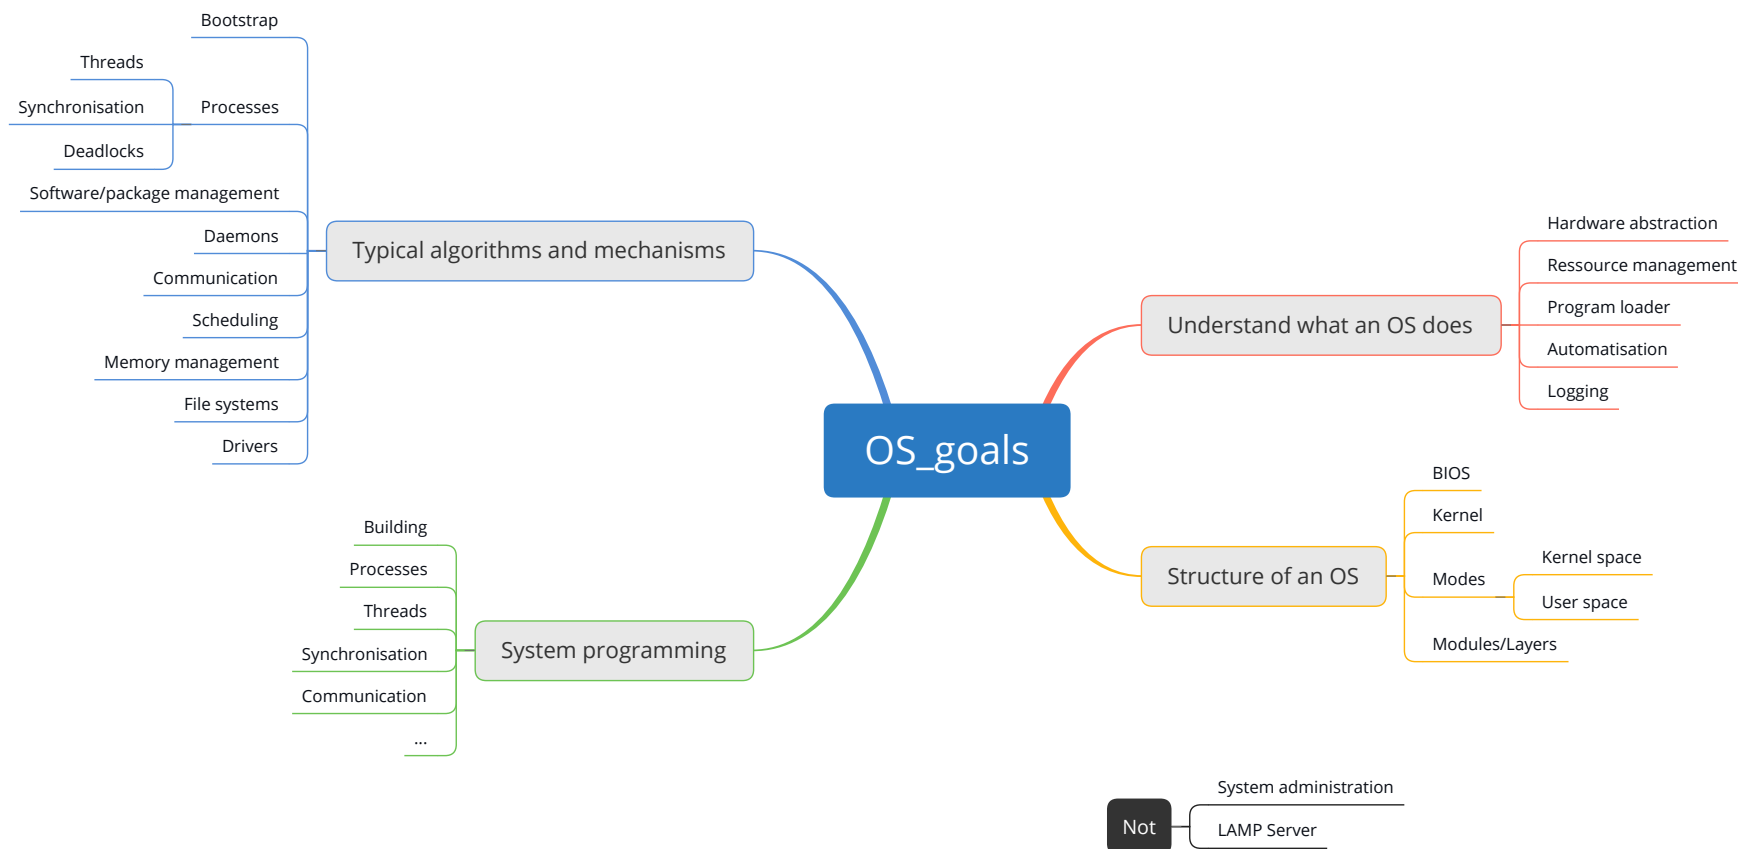 OS_goals
Understand what an OS does
Hardware abstraction
Ressource management
Program loader
Automatisation
Logging
Structure of an OS
BIOS
Kernel
Modes
Kernel space
User space
Modules/Layers
Typical algorithms and mechanisms
Bootstrap
Processes
Threads
Synchronisation
Deadlocks
Software/package management
Daemons
Communication
Scheduling
Memory management
File systems
Drivers
System programming
Building
Processes
Threads
Synchronisation
Communication
...
Not
System administration
LAMP Server